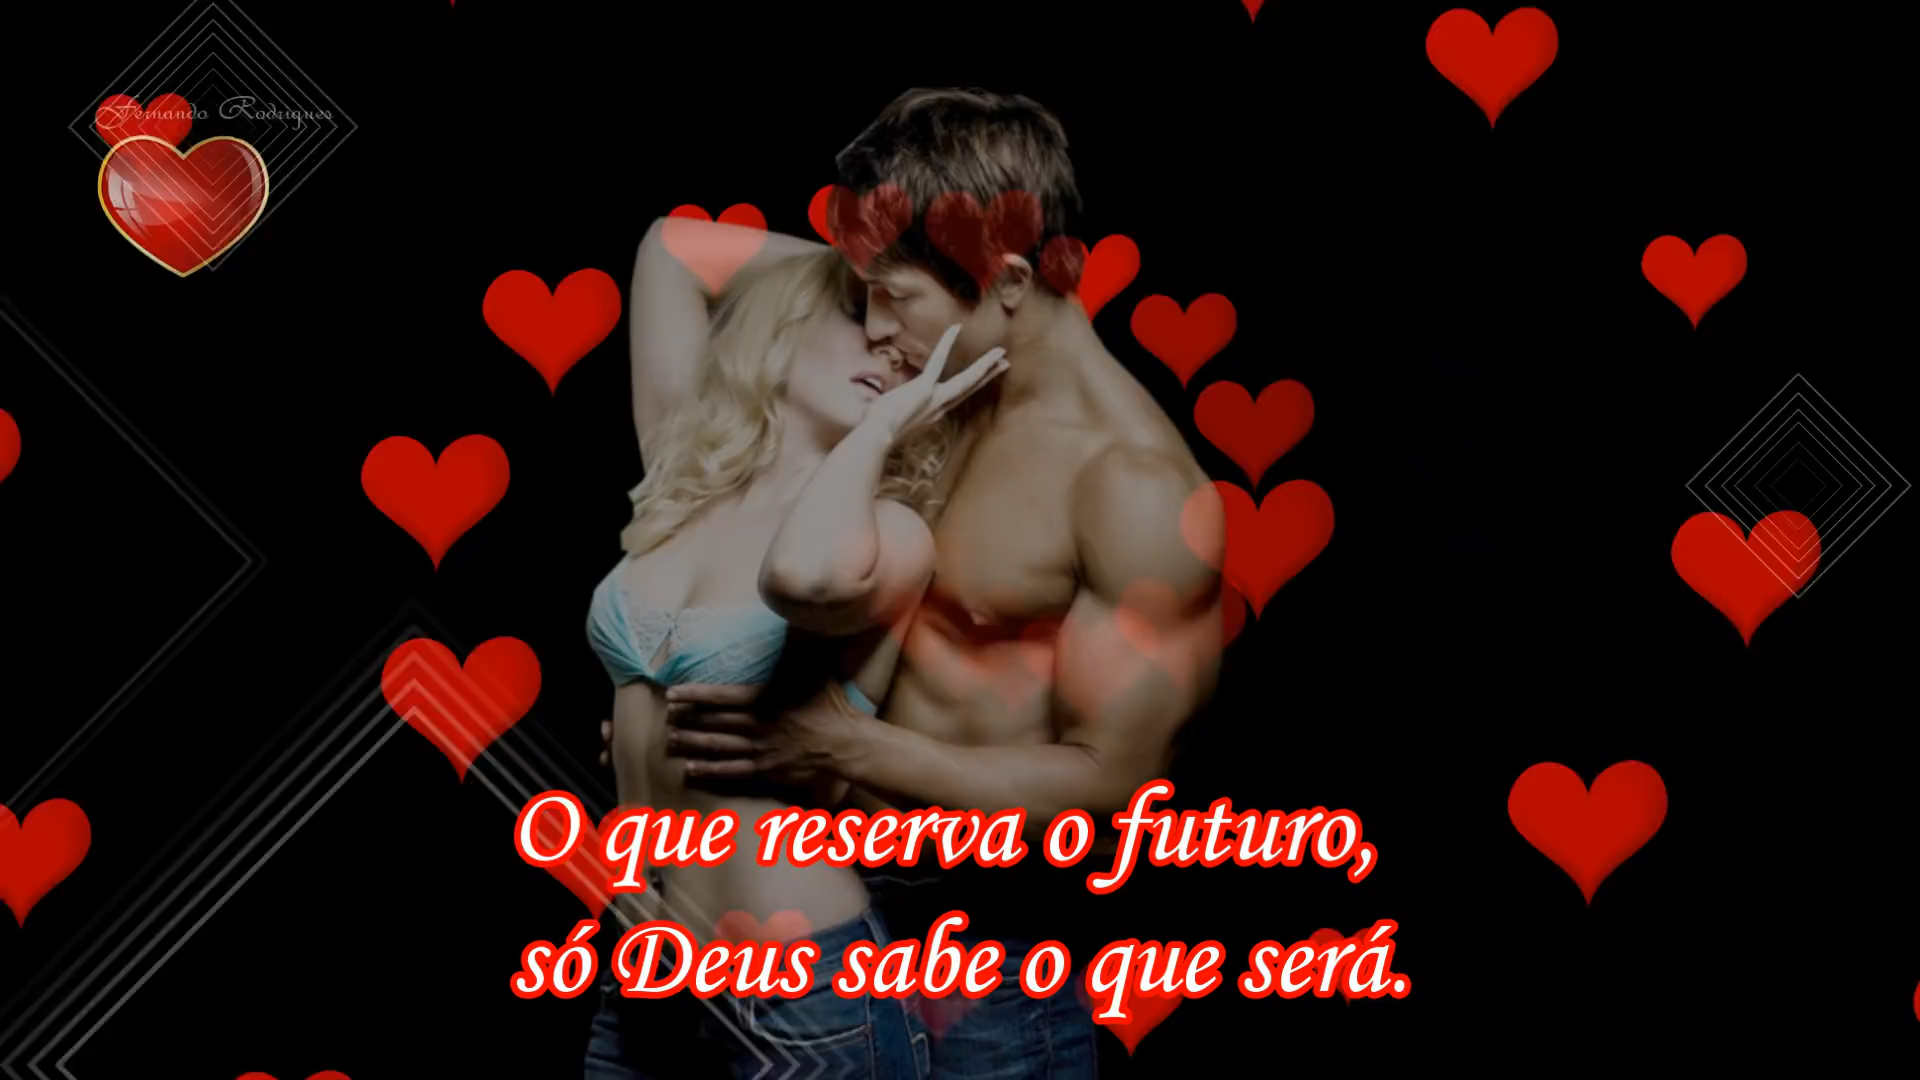 Fernando Rodrigues
O que reserva o futuro,
só Deus sabe o que será.